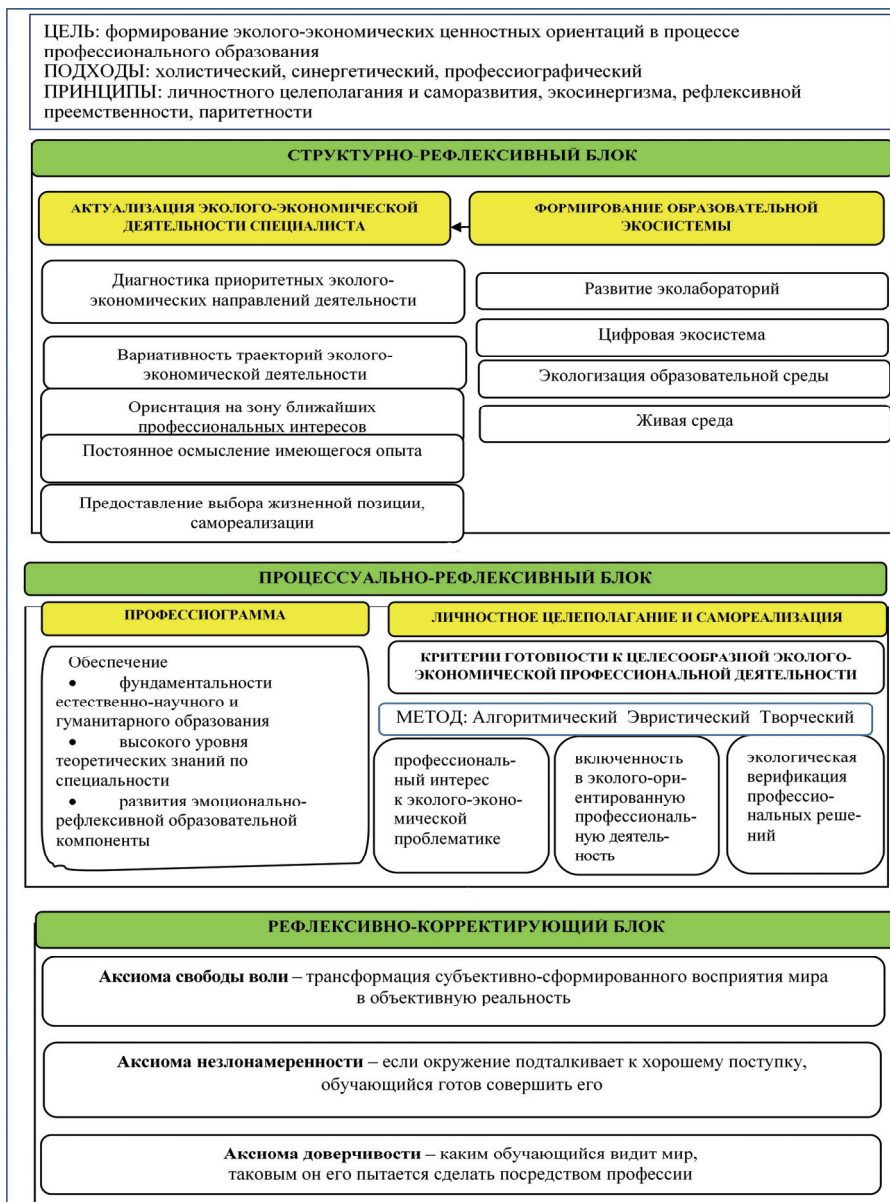 ЦЕЛЬ: формирование эколого-экономических ценностных ориентаций в процессе
профессионального образования
ПОДХОДЫ: холистический, синергетический, профессиографический
ПРИНЦИПЫ: личностного целеполагания и саморазвития, экосинергизма, рефлексивной
преемственности, паритетности
СТРУКТУРНО-РЕФЛЕКСИВНЫЙ БЛОК
АКТУАЛИЗАЦИЯ ЭКОЛОГО-ЭКОНОМИЧЕСКОЙ
ДЕЯТЕЛЬНОСТИ СПЕЦИАЛИСТА
Диагностика приоритетных эколого-
экономических направлений деятельности
Вариативность траекторий эколого-
экономической деятельности
Ориентация на зону ближайших
профессиональных интересов
Постоянное осмысление имеющегося опыта
Предоставление выбора жизненной позиции,
самореализации
ФОРМИРОВАНИЕ ОБРАЗОВАТЕЛЬНОЙ
ЭКОСИСТЕМЫ
Развитие эколабораторий
Цифровая экосистема
Экологизация образовательной среды
Живая среда
ПРОЦЕССУАЛЬНО-РЕФЛЕКСИВНЫЙ БЛОК
ПРОФЕССИОГРАММА
Обеспечение
• фундаментальности
естественно-научного и
гуманитарного образования
• высокого уровня
теоретических знаний по
специальности
• развития эмоционально-
рефлексивной образовательной
компоненты
ЛИЧНОСТНОЕ ЦЕЛЕПОЛАГАНИЕ И САМОРЕАЛИЗАЦИЯ
КРИТЕРИИ ГОТОВНОСТИ К ЦЕЛЕСООБРАЗНОЙ ЭКОЛОГО-
ЭКОНОМИЧЕСКОЙ ПРОФЕССИОНАЛЬНОЙ ДЕЯТЕЛЬНОСТИ
МЕТОД: Алгоритмический Эвристический Творческий
профессиональ-
ный интерес
к эколого-эконо-
мической
проблематике
включенность
в эколого-ори-
ентированную
профессиональ-
ную деятель-
ность
экологическая
верификация
профессио-
нальных реше-
ний
РЕФЛЕКСИВНО-КОРРЕКТИРУЮЩИЙ БЛОК
Аксиома свободы воли – трансформация субъективно-сформированного восприятия мира
в объективную реальность
Аксиома незлонамеренности – если окружение подталкивает к хорошему поступку,
обучающийся готов совершить его
Аксиома доверчивости – каким обучающийся видит мир,
таковым он его пытается сделать посредством профессии